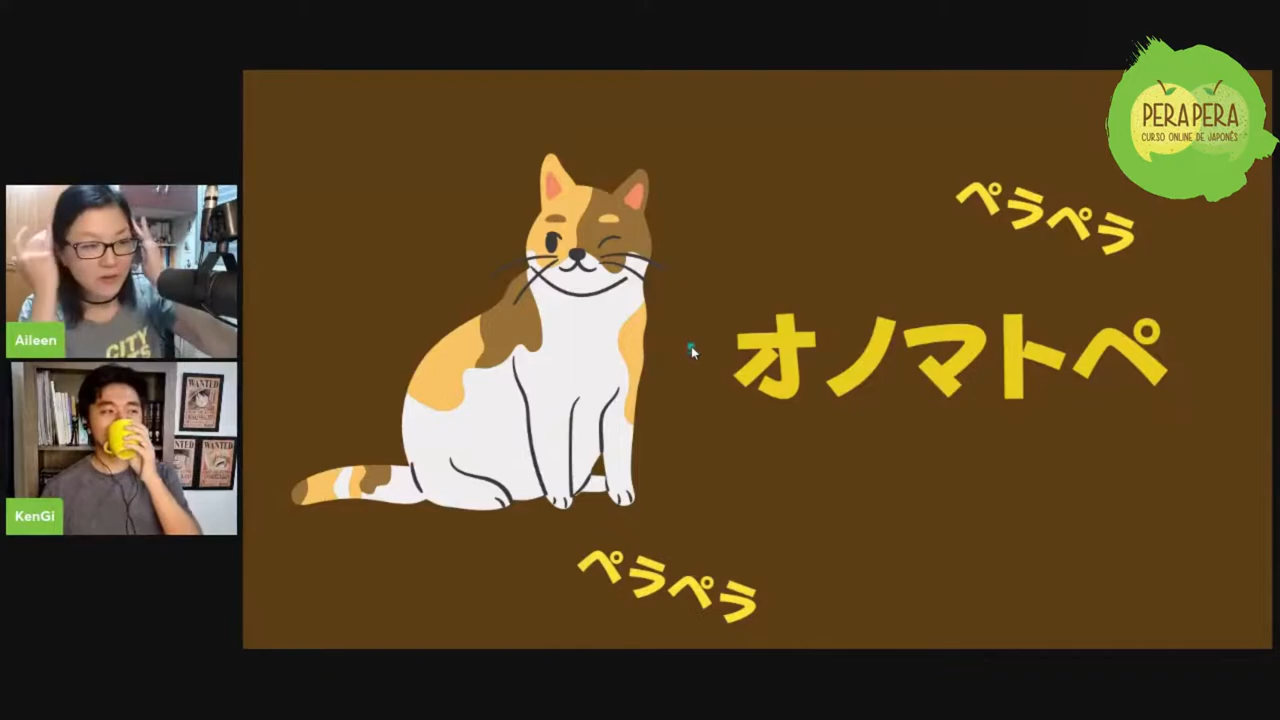 PERA PERA
CURSO ONLINE DE JAPONÊS
ペラペラ
オノマトペ
ペラペラ
Aileen
CITY
WANTED
KenGi
WANTED